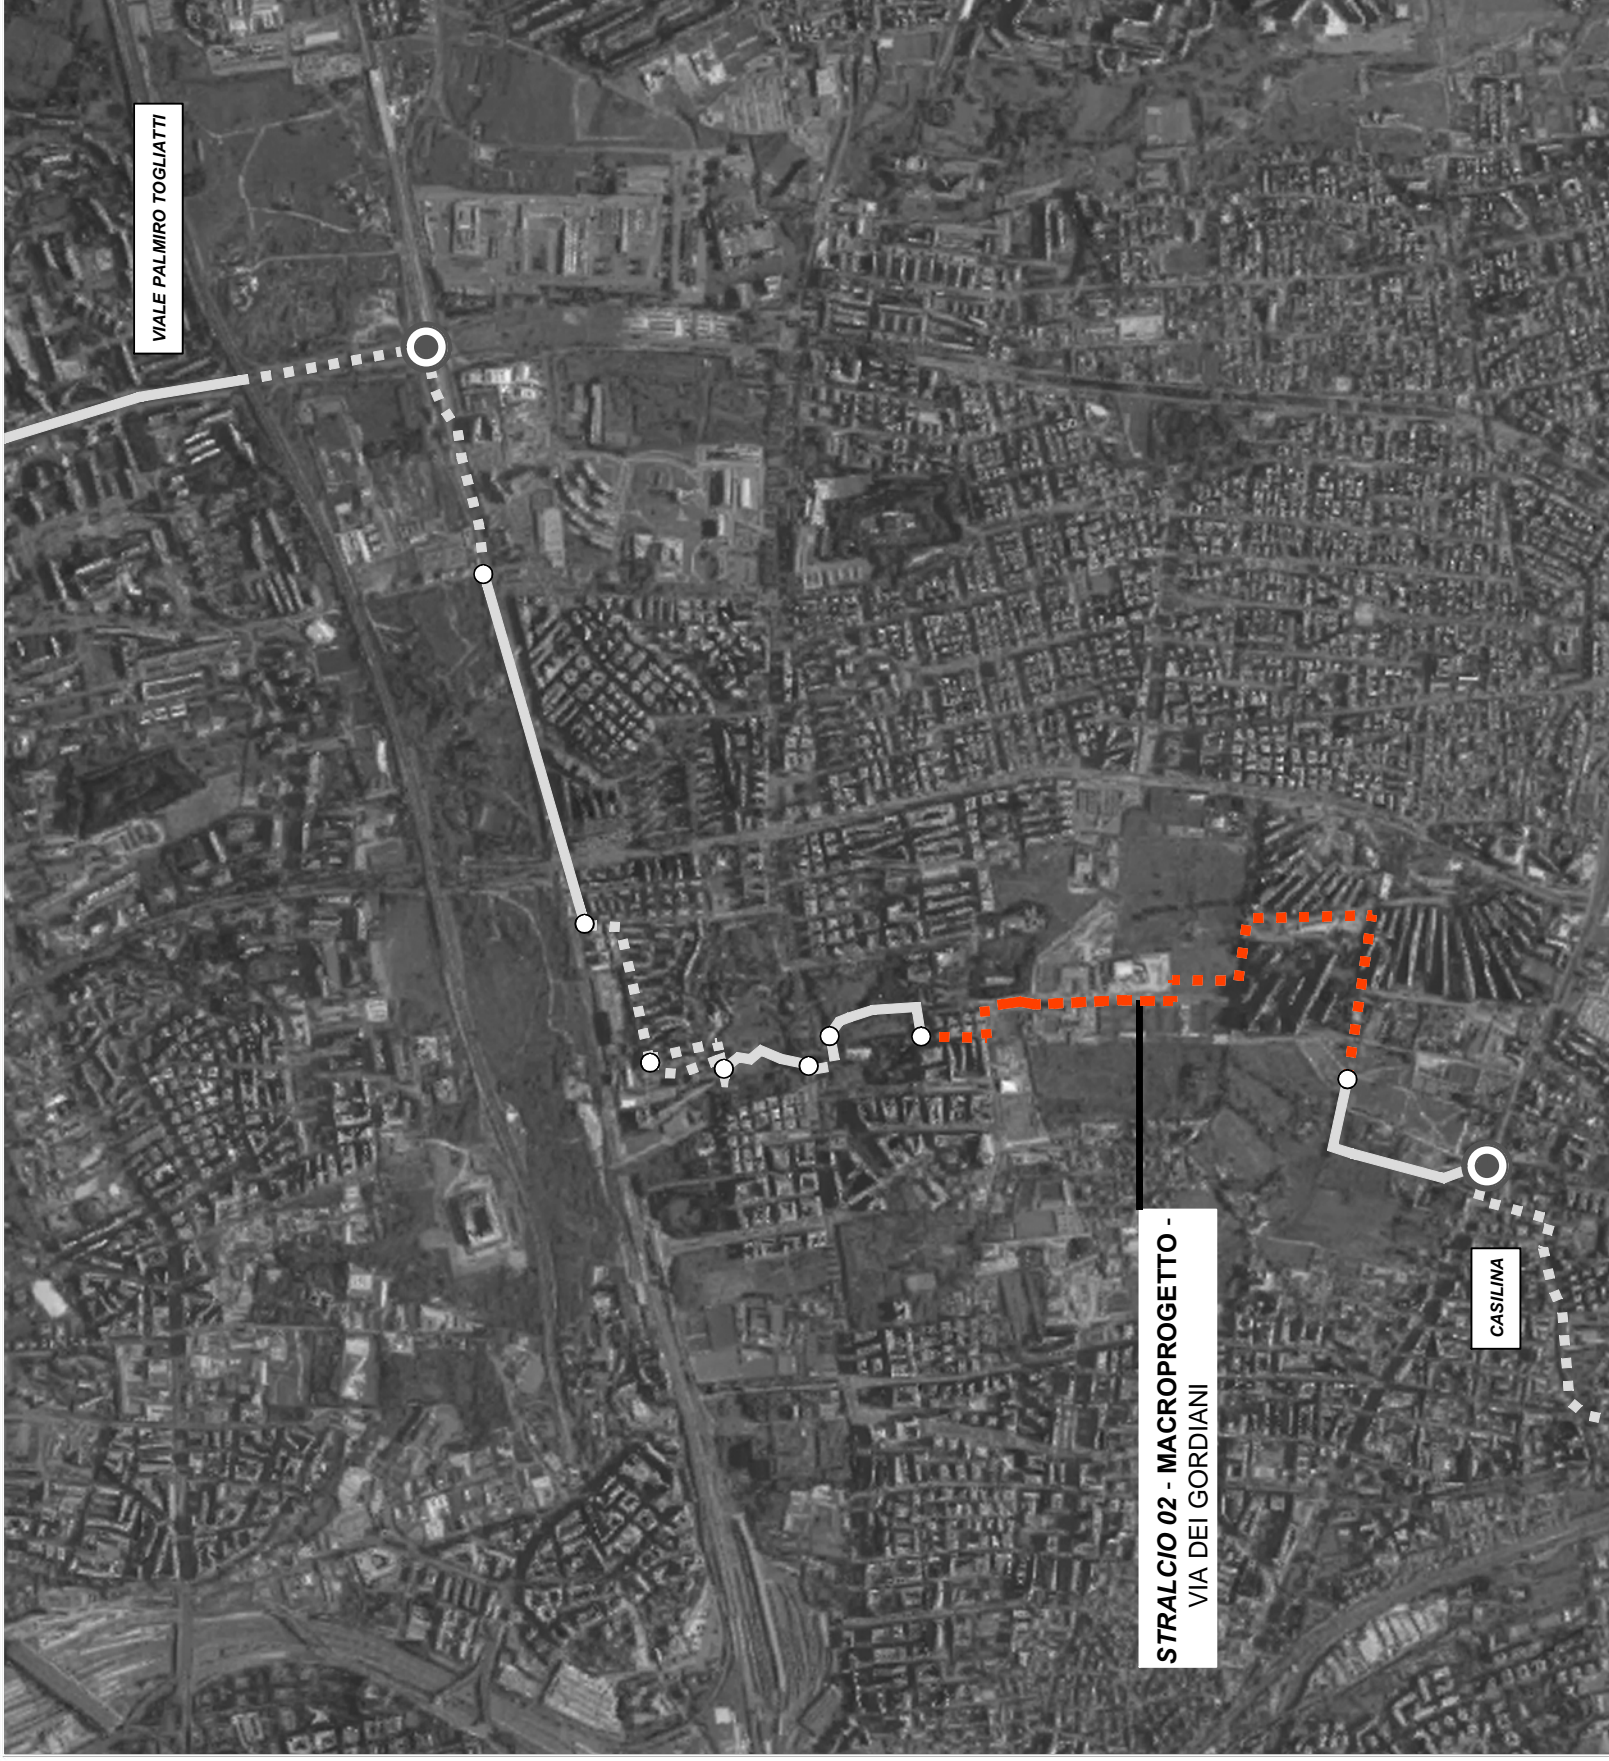 VIALE PALMIRO TOGLIATTI
STRALCIO 02 - MACROPROGETTO -
VIA DEI GORDIANI
CASILINA